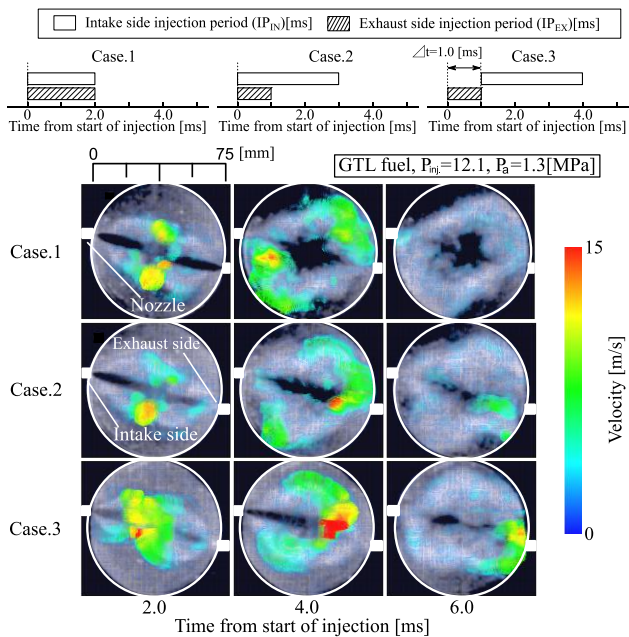 Intake side injection period (IP_IN)[ms] Exhaust side injection period (IP_EX)[ms]
Case.1 Case.2 ⊿t=1.0 [ms] Case.3
0 2.0 4.0 0 2.0 4.0 0 2.0 4.0
Time from start of injection [ms] Time from start of injection [ms] Time from start of injection [ms]
0 75 [mm]
GTL fuel, P_inj.=12.1, P_a=1.3[MPa]
Case.1
Nozzle
15
Case.2
Exhaust side
Intake side
Velocity [m/s]
Case.3
0
2.0 4.0 6.0
Time from start of injection [ms]